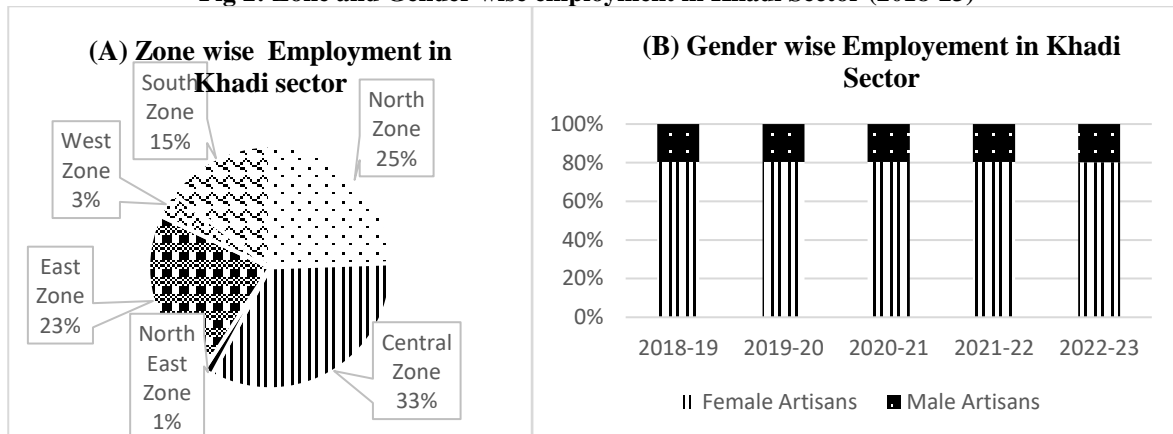 Fig 2: Zone and Gender wise employment in Khadi Sector (2018-23)
(A) Zone wise Employment in
Khadi sector
South
Zone
15%
North
Zone
25%
West
Zone
3%
East
Zone
23%
North
East
Zone
1%
Central
Zone
33%
(B) Gender wise Employement in Khadi
Sector
100%
80%
60%
40%
20%
0%
2018-19 2019-20 2020-21 2021-22 2022-23
Female Artisans Male Artisans